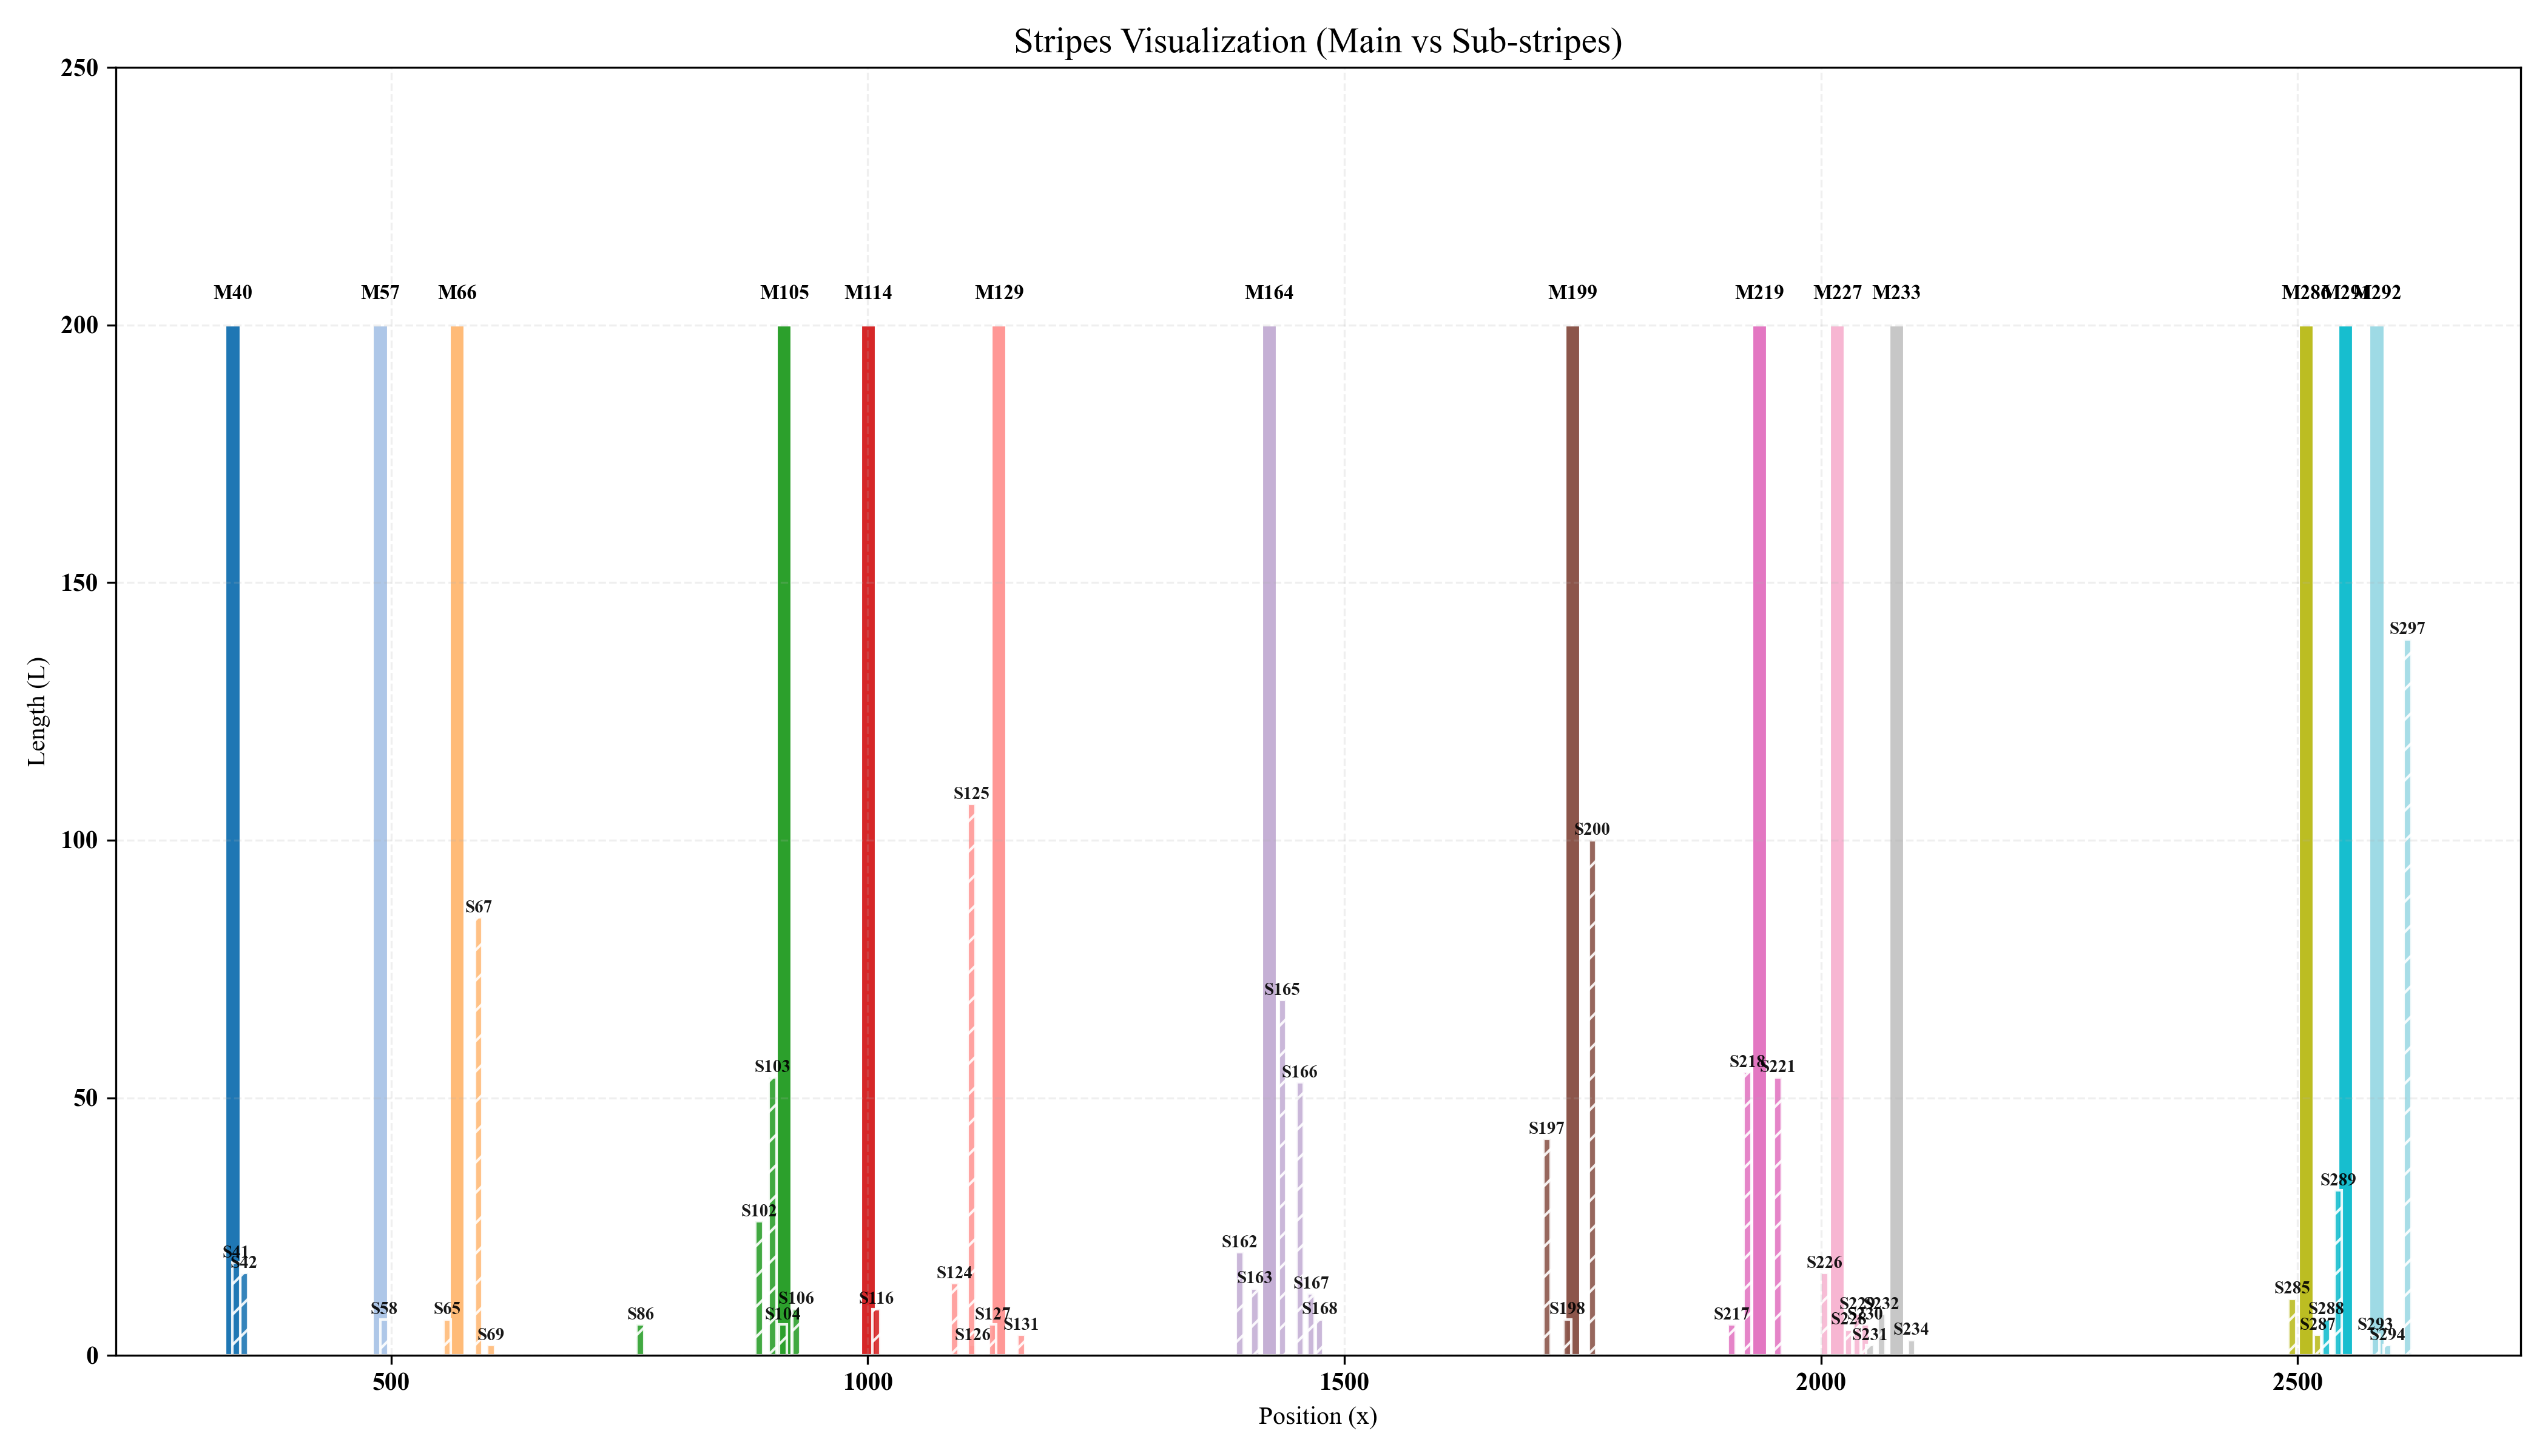 Stripes Visualization (Main vs Sub-stripes)
250
200
150
100
50
0
Length (L)
M40
M57
M66
M105
M114
M129
M164
M199
M219
M227
M233
M292
S297
S125
S200
S67
S165
S166
S218
S221
S103
S197
S102
S289
S41
S42
S162
S163
S167
S168
S124
S226
S285
S58
S65
S69
S86
S106
S104
S116
S127
S126
S131
S198
S217
S229
S232
S228
S230
S231
S234
S288
S287
S293
S294
500
1000
1500
2000
2500
Position (x)